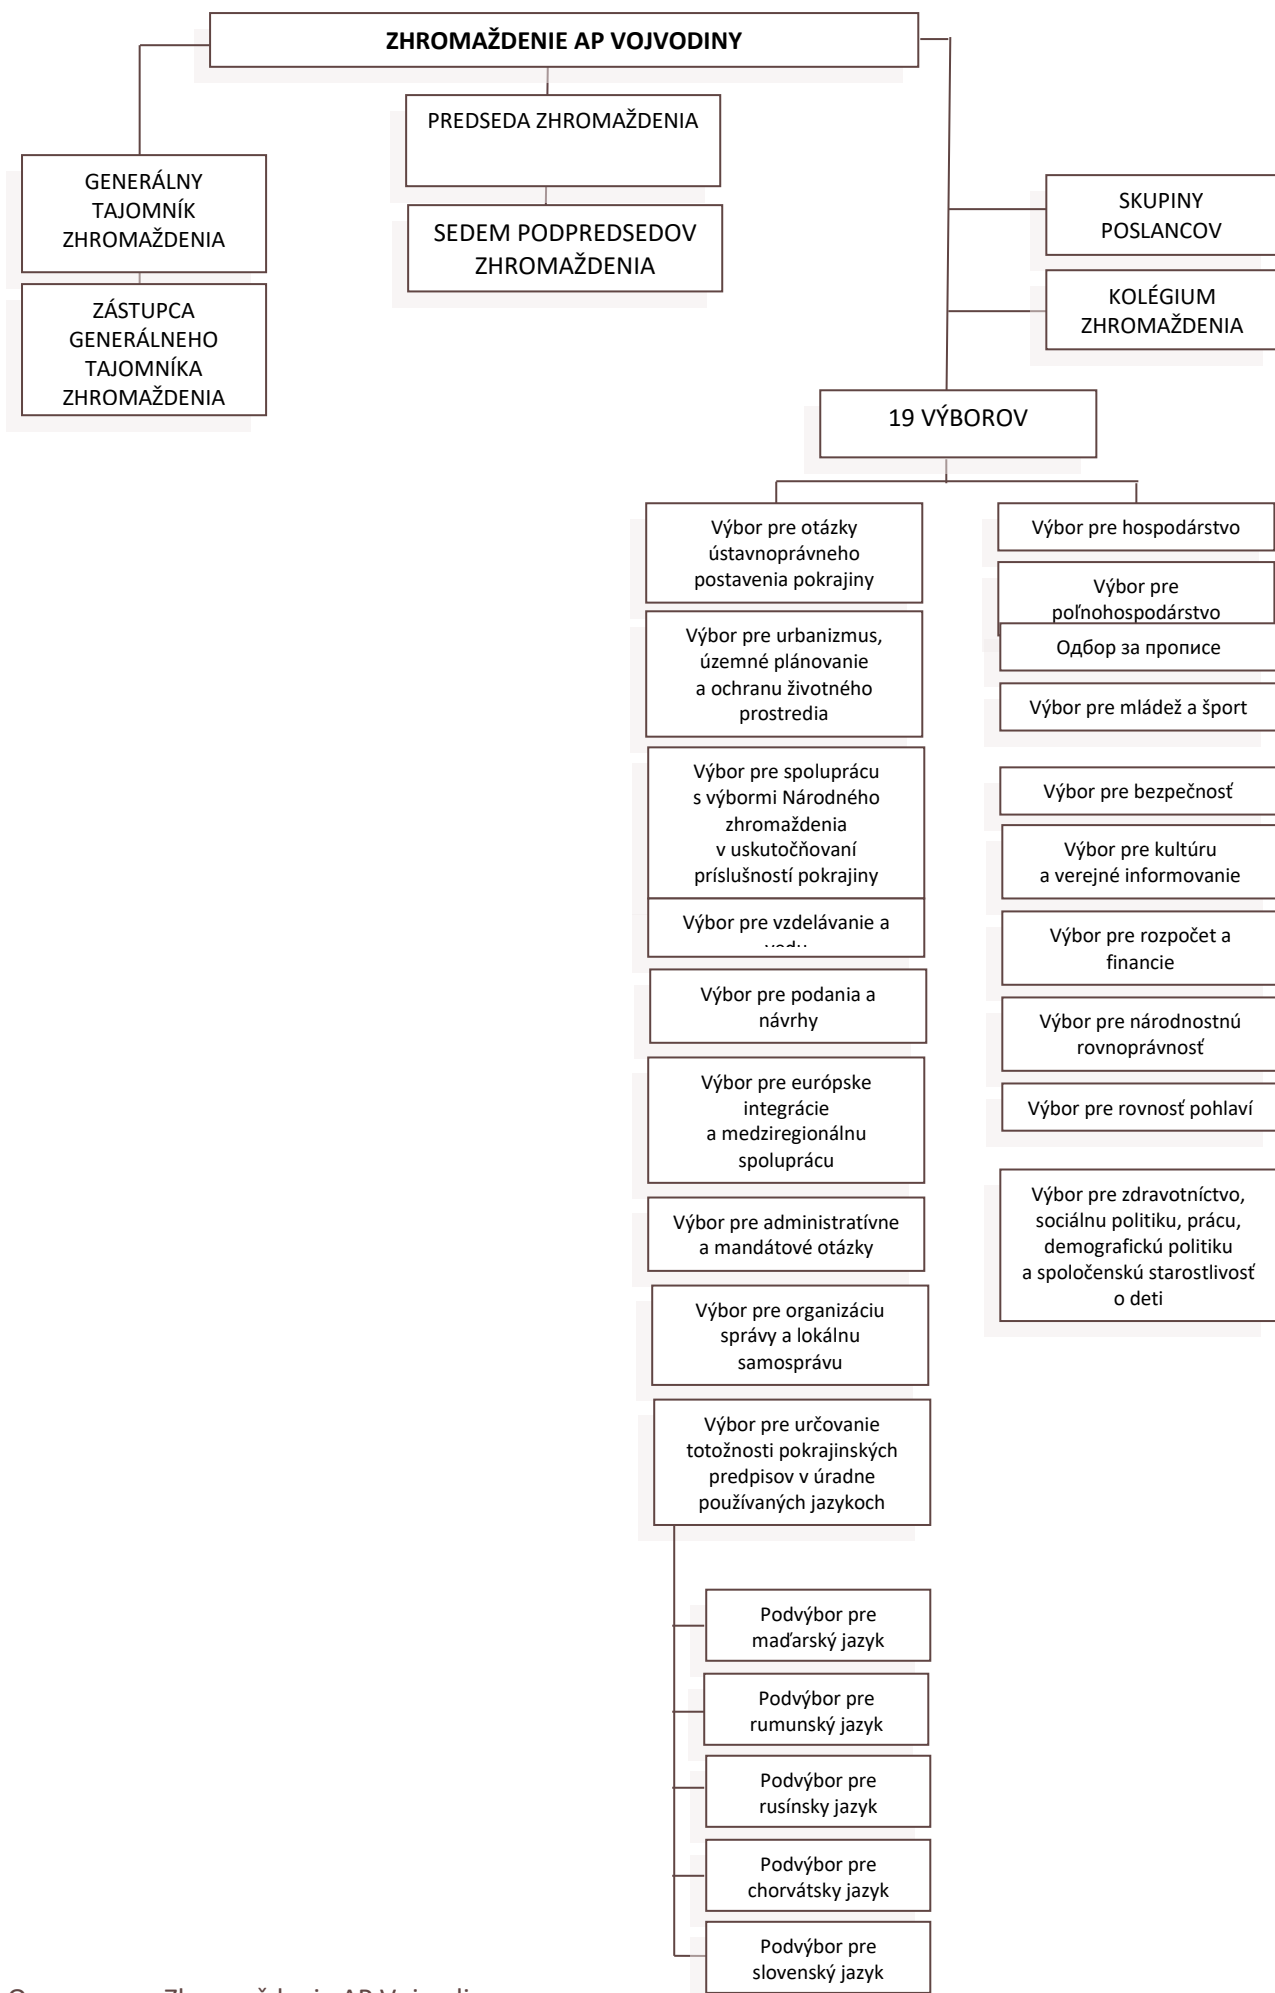 ZHROMAŽDENIE AP VOJVODINY
PREDSEDA ZHROMAŽDENIA
GENERÁLNY
TAJOMNÍK
ZHROMAŽDENIA
SEDEM PODPREDSEDOV
ZHROMAŽDENIA
SKUPINY
POSLANCOV
ZÁSTUPCA
GENERÁLNEHO
TAJOMNÍKA
ZHROMAŽDENIA
KOLÉGIUM
ZHROMAŽDENIA
19 VÝBOROV
Výbor pre otázky
ústavnoprávneho
postavenia pokrajiny
Výbor pre urbanizmus,
územné plánovanie
a ochranu životného
prostredia
Výbor pre spoluprácu
s výbormi Národného
zhromaždenia
v uskutočňovaní
príslušností pokrajiny
Výbor pre vzdelávanie a
Výbor pre podania a
návrhy
Výbor pre európske
integrácie
a medziregionálnu
spoluprácu
Výbor pre administratívne
a mandátové otázky
Výbor pre organizáciu
správy a lokálnu
samosprávu
Výbor pre určovanie
totožnosti pokrajinských
predpisov v úradne
používaných jazykoch
Podvýbor pre
maďarský jazyk
Podvýbor pre
rumunský jazyk
Podvýbor pre
rusínsky jazyk
Podvýbor pre
chorvátsky jazyk
Podvýbor pre
slovenský jazyk
Výbor pre hospodárstvo
Výbor pre
poľnohospodárstvo
Одбор за прописе
Výbor pre mládež a šport
Výbor pre bezpečnosť
Výbor pre kultúru
a verejné informovanie
Výbor pre rozpočet a
financie
Výbor pre národnostnú
rovnoprávnosť
Výbor pre rovnosť pohlaví
Výbor pre zdravotníctvo,
sociálnu politiku, prácu,
demografickú politiku
a spoločenskú starostlivosť
o deti